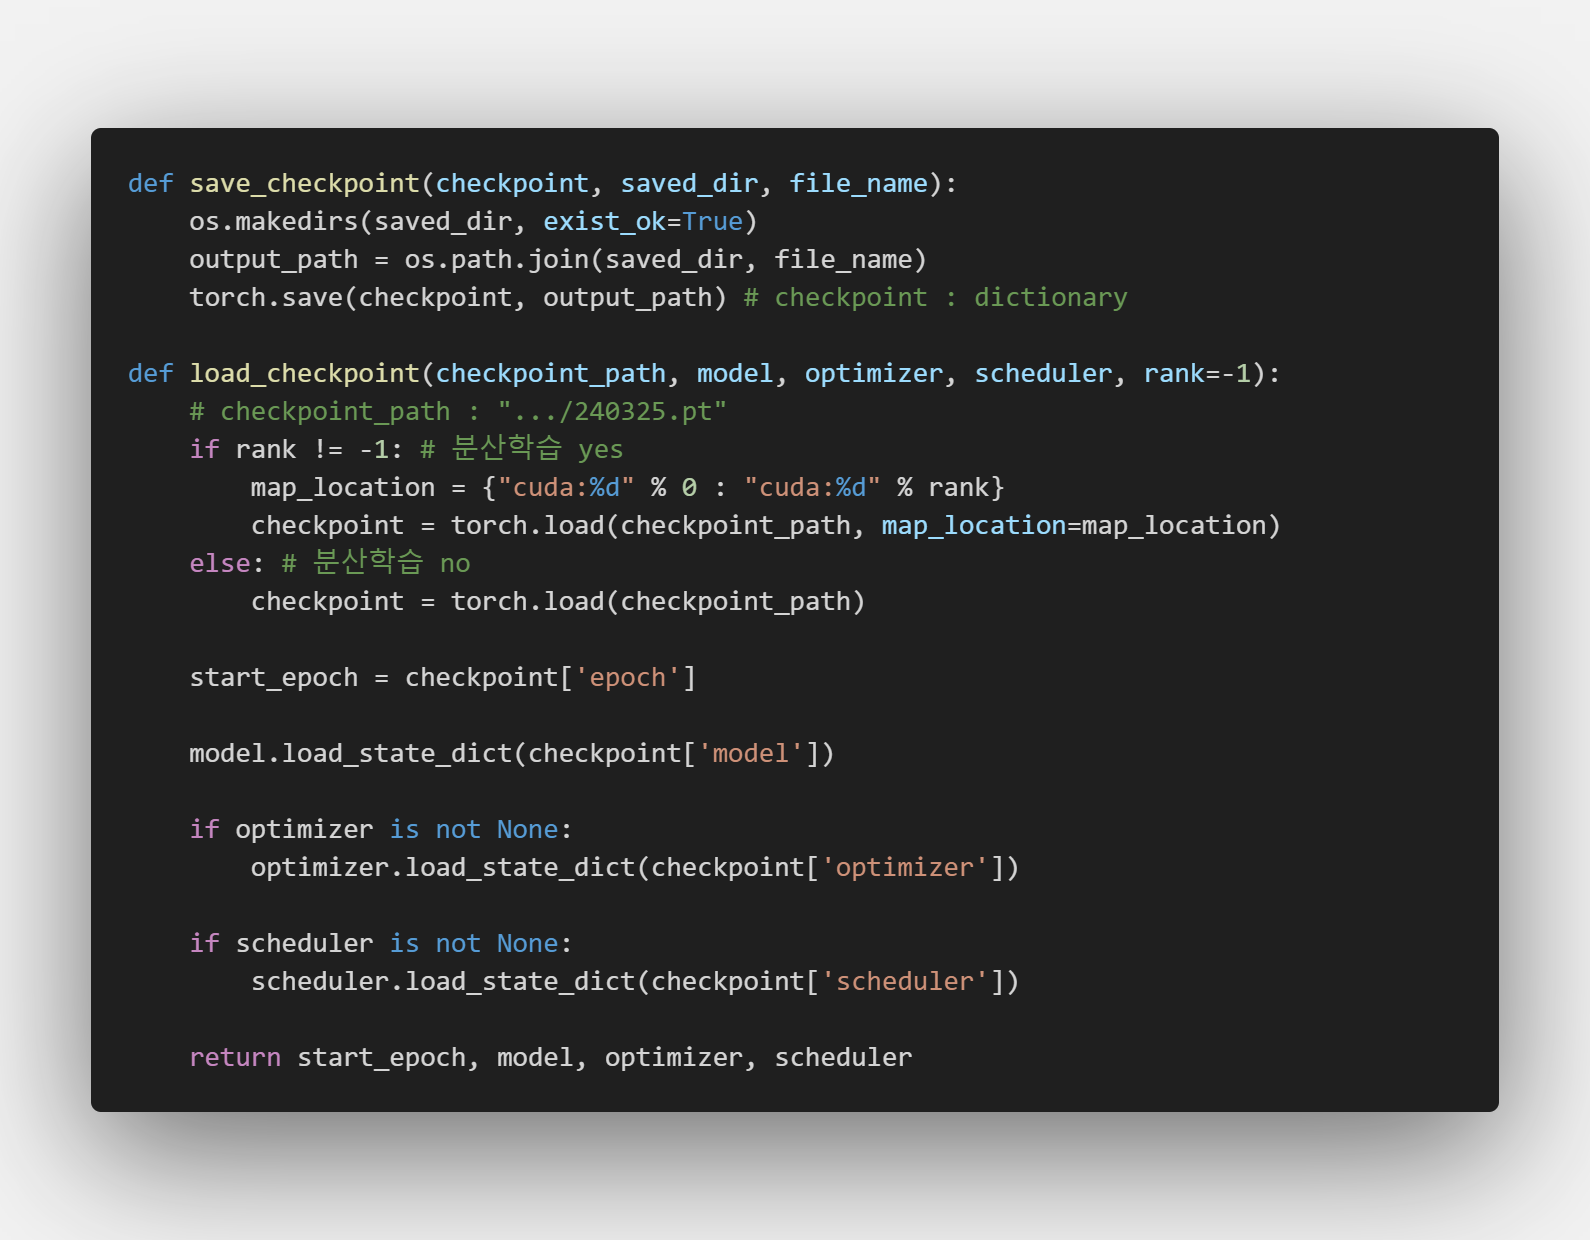 def save_checkpoint(checkpoint, saved_dir, file_name):
    os.makedirs(saved_dir, exist_ok=True)
    output_path = os.path.join(saved_dir, file_name)
    torch.save(checkpoint, output_path) # checkpoint : dictionary

def load_checkpoint(checkpoint_path, model, optimizer, scheduler, rank=-1):
    # checkpoint_path : ".../240325.pt"
    if rank != -1: # 분산학습 yes
        map_location = {"cuda:%d" % 0 : "cuda:%d" % rank}
        checkpoint = torch.load(checkpoint_path, map_location=map_location)
    else: # 분산학습 no
        checkpoint = torch.load(checkpoint_path)

    start_epoch = checkpoint['epoch']

    model.load_state_dict(checkpoint['model'])

    if optimizer is not None:
        optimizer.load_state_dict(checkpoint['optimizer'])

    if scheduler is not None:
        scheduler.load_state_dict(checkpoint['scheduler'])

    return start_epoch, model, optimizer, scheduler